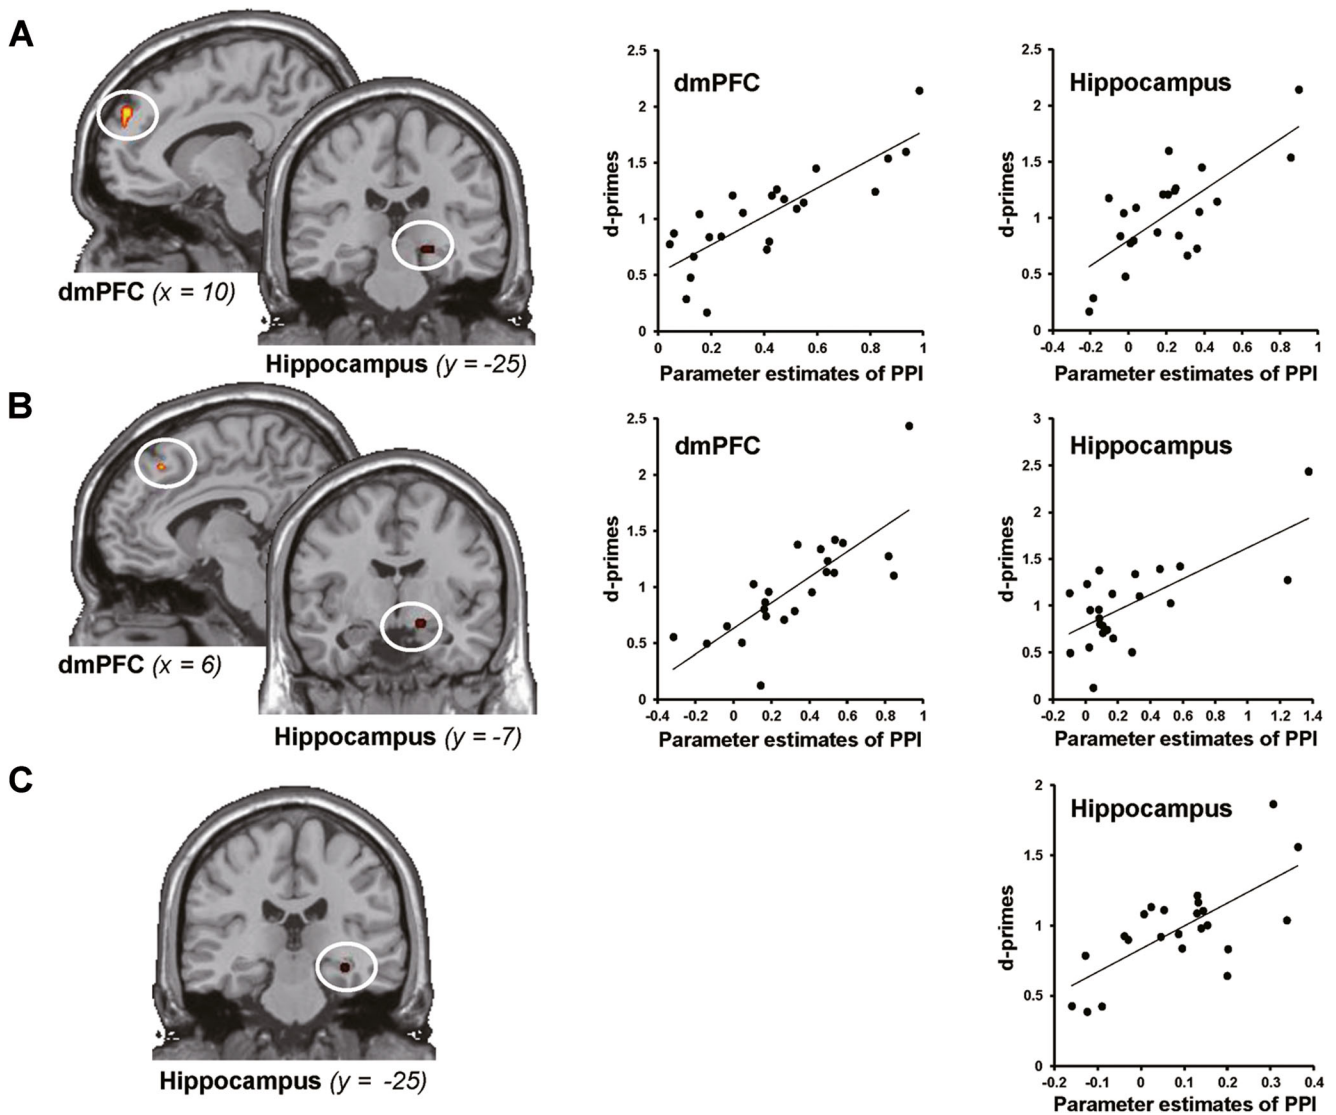 A
dmPFC (x = 10)
Hippocampus (y = -25)
2.5
2
1.5
1
0.5
0
d-primes
dmPFC
0 0.2 0.4 0.6 0.8 1
Parameter estimates of PPI
2.5
2
1.5
1
0.5
0
d-primes
Hippocampus
-0.4 -0.2 0 0.2 0.4 0.6 0.8 1
Parameter estimates of PPI
B
dmPFC (x = 6)
Hippocampus (y = -7)
2.5
2
1.5
1
0.5
0
d-primes
dmPFC
-0.4 -0.2 0 0.2 0.4 0.6 0.8 1
Parameter estimates of PPI
3
2.5
2
1.5
1
0.5
0
d-primes
Hippocampus
-0.2 0 0.2 0.4 0.6 0.8 1 1.2 1.4
Parameter estimates of PPI
C
Hippocampus (y = -25)
2
1.5
1
0.5
0
d-primes
Hippocampus
-0.2 -0.1 0 0.1 0.2 0.3 0.4
Parameter estimates of PPI